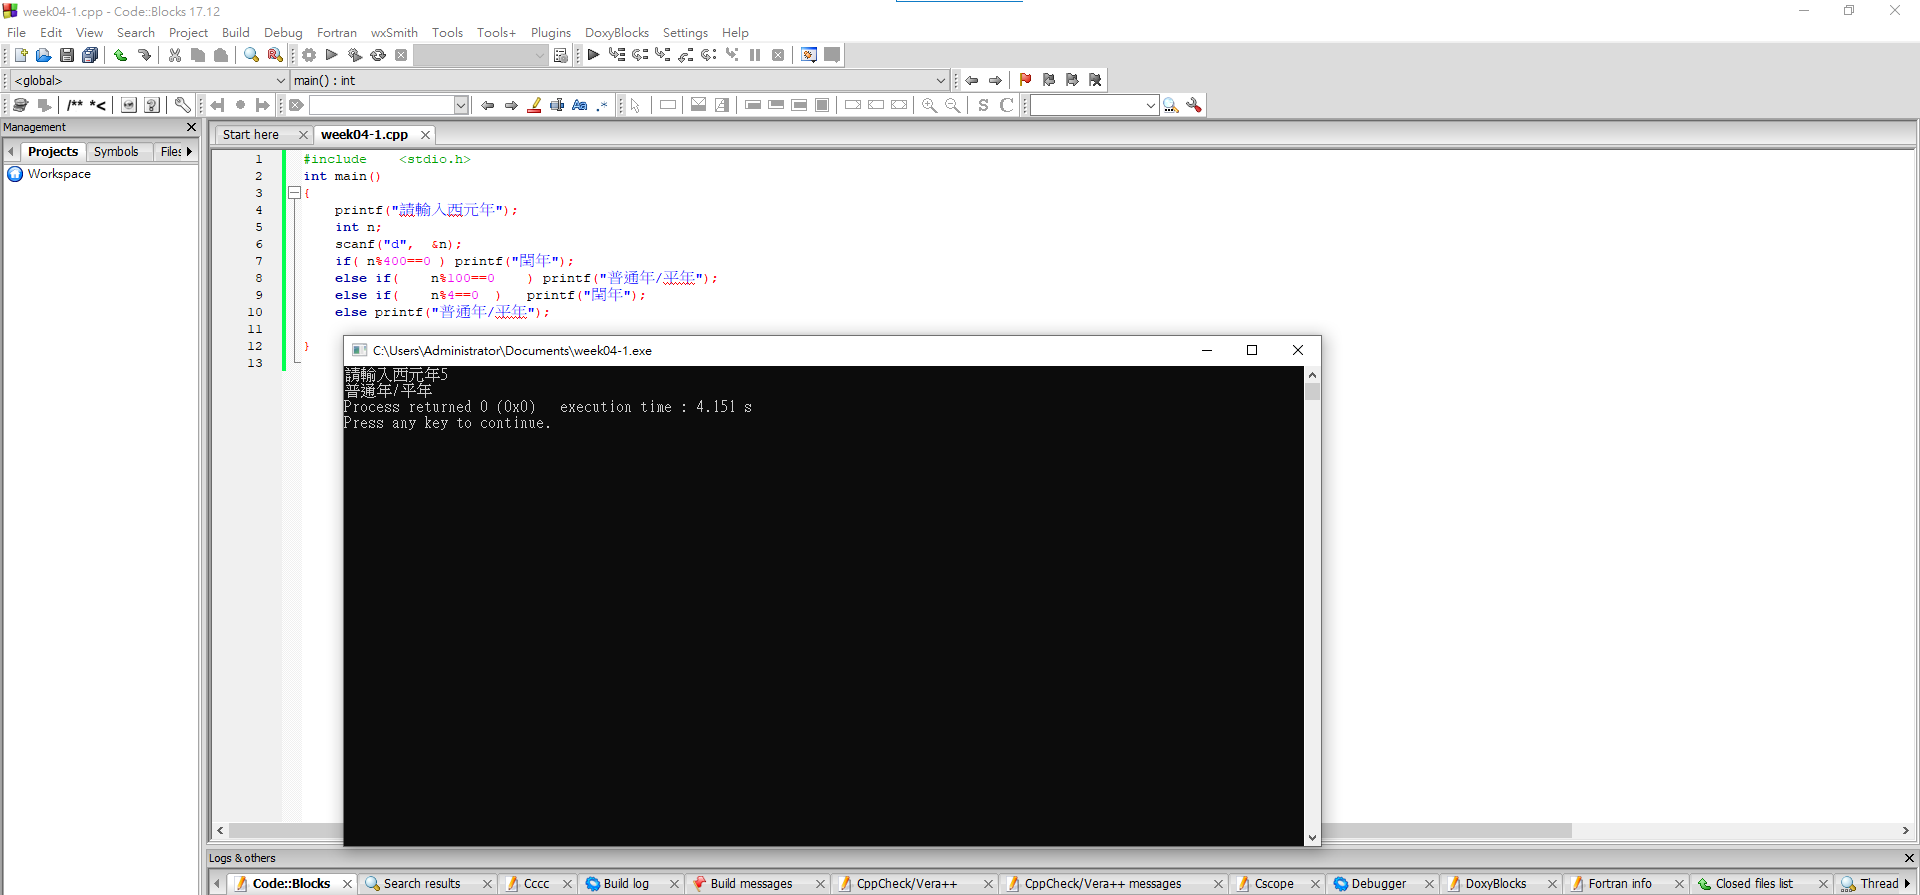 week04-1.cpp - Code::Blocks 17.12
File Edit View Search Project Build Debug Fortran wxSmith Tools Tools+ Plugins DoxyBlocks Settings Help
<global> main() : int
/** *<
Management
Projects Symbols Files
Workspace
Start here week04-1.cpp
1 #include    <stdio.h>
2 int main()
3 {
4 printf("請輸入西元年");
5 int n;
6 scanf("d",  &n);
7 if( n%400==0 ) printf("閏年");
8 else if(    n%100==0    ) printf("普通年/平年");
9 else if(    n%4==0  )   printf("閏年");
10 else printf("普通年/平年");
11
12 }
13
C:\Users\Administrator\Documents\week04-1.exe
請輸入西元年5
普通年/平年
Process returned 0 (0x0)   execution time : 4.151 s
Press any key to continue.
Logs & others
Code::Blocks Search results Cccc Build log Build messages CppCheck/Vera++ CppCheck/Vera++ messages Cscope Debugger DoxyBlocks Fortran info Closed files list Thread